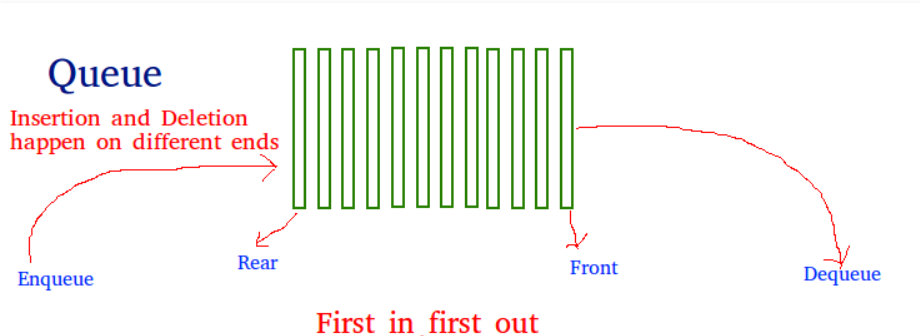 Queue
Insertion and Deletion
happen on different ends
Enqueue
Rear
Front
Dequeue
First in first out